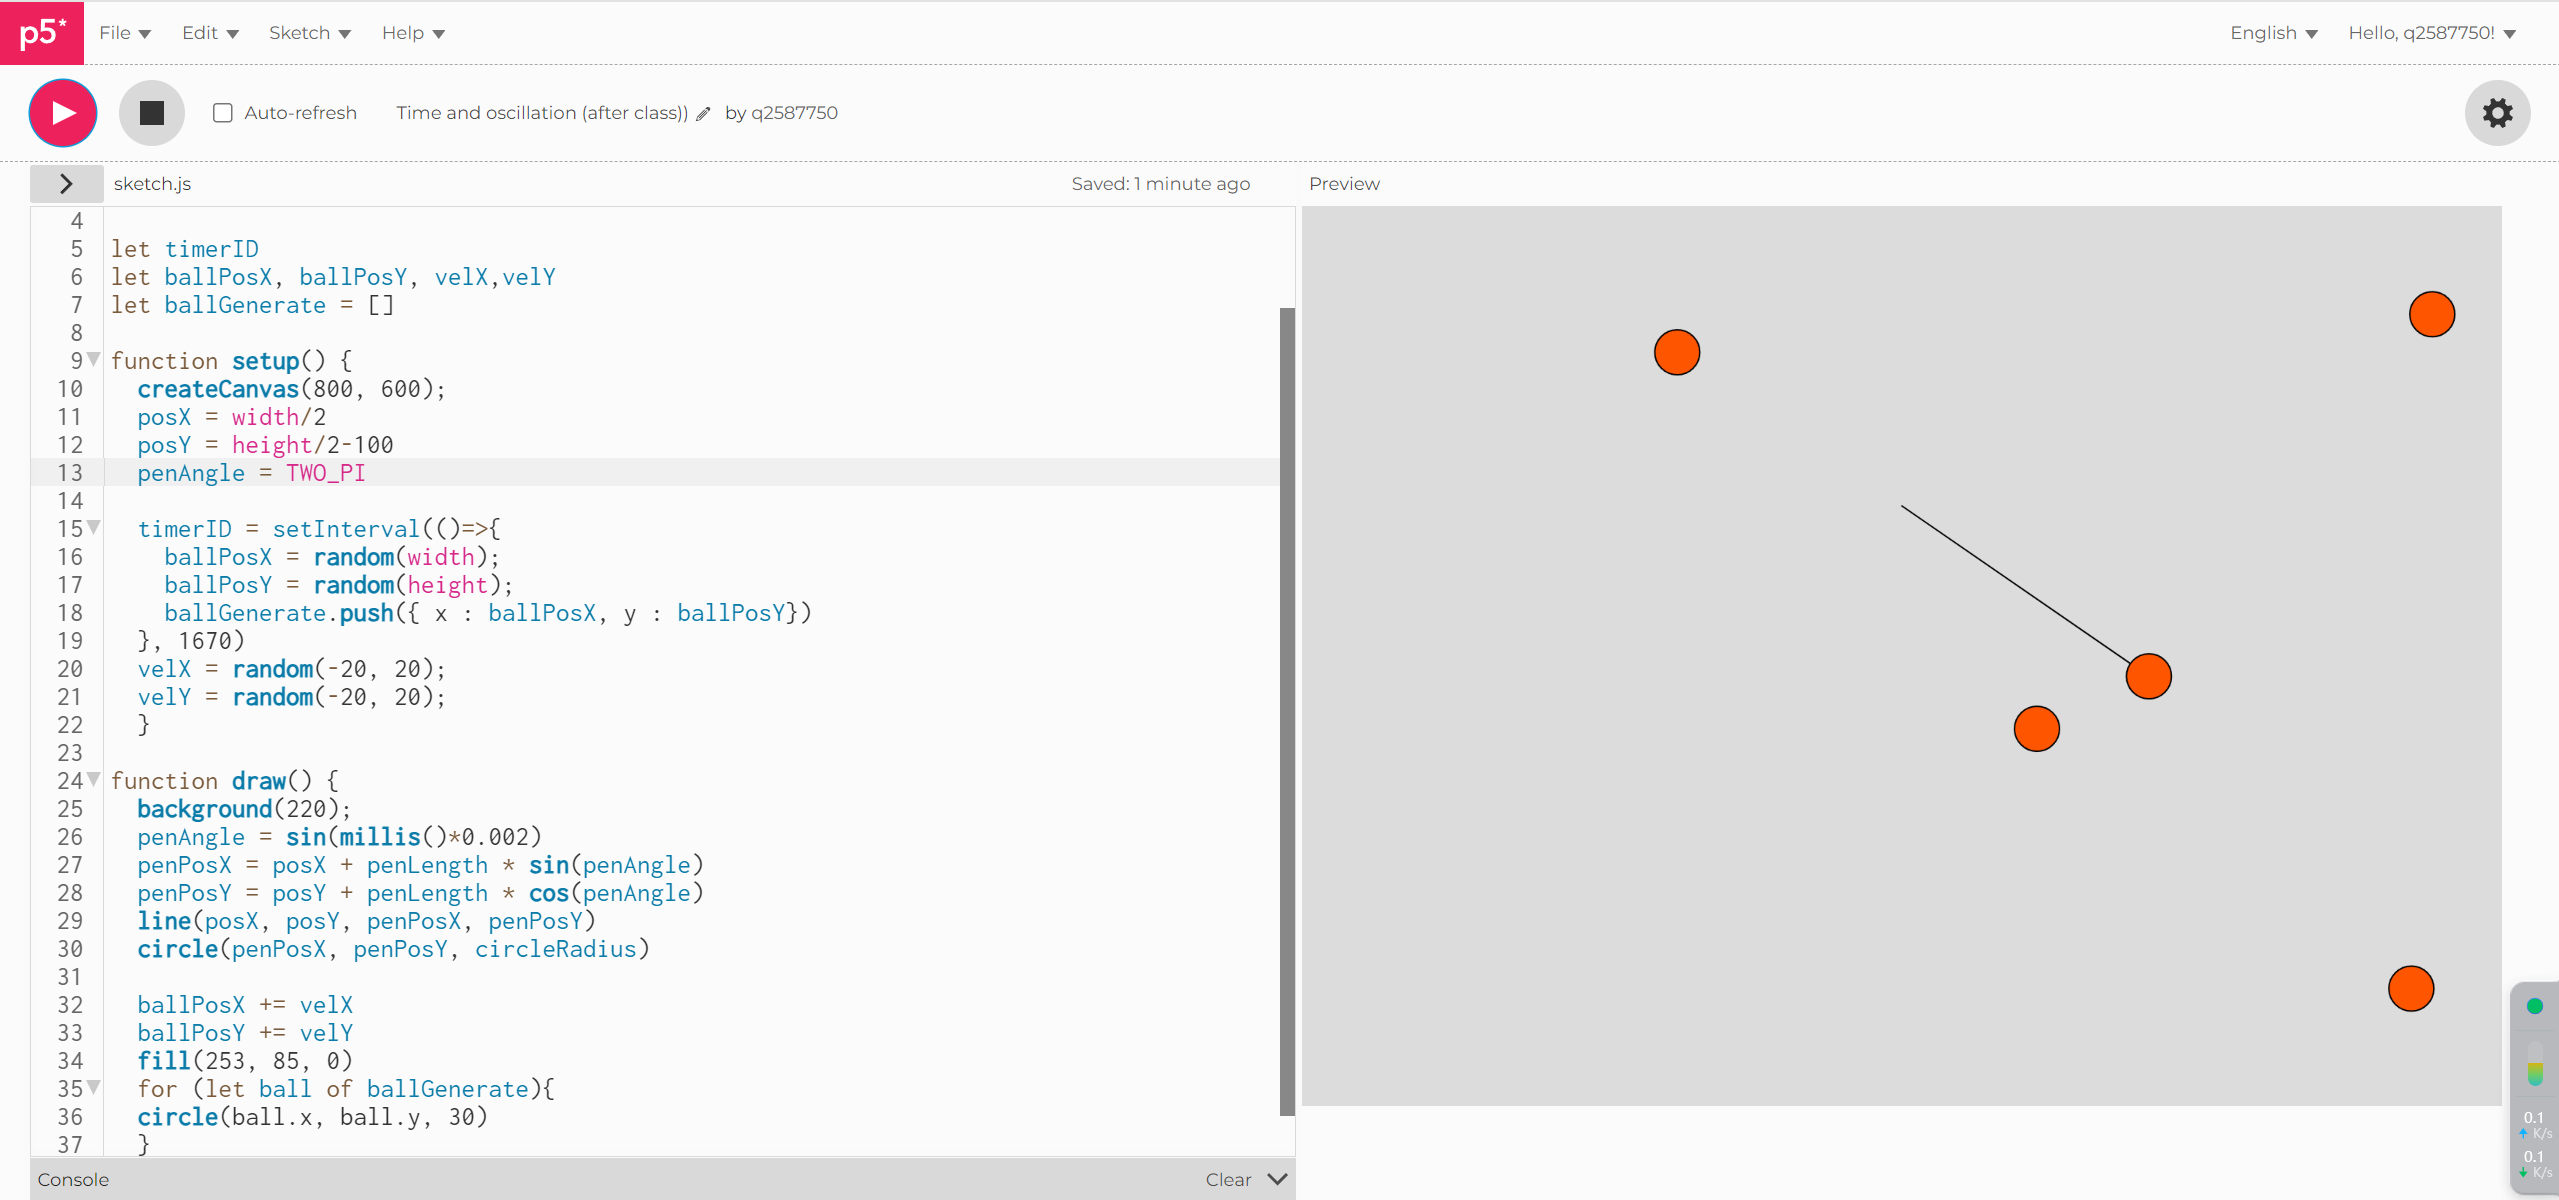 p5*
File Edit Sketch Help English Hello, q2587750!
Auto-refresh Time and oscillation (after class)) by q2587750
sketch.js Saved: 1 minute ago Preview
4
5 let timerID
6 let ballPosX, ballPosY, velX,velY
7 let ballGenerate = []
8
9 function setup() {
10 createCanvas(800, 600);
11 posX = width/2
12 posY = height/2-100
13 penAngle = TWO_PI
14
15 timerID = setInterval(()=>{
16 ballPosX = random(width);
17 ballPosY = random(height);
18 ballGenerate.push({ x : ballPosX, y : ballPosY})
19 }, 1670)
20 velX = random(-20, 20);
21 velY = random(-20, 20);
22 }
23
24 function draw() {
25 background(220);
26 penAngle = sin(millis()*0.002)
27 penPosX = posX + penLength * sin(penAngle)
28 penPosY = posY + penLength * cos(penAngle)
29 line(posX, posY, penPosX, penPosY)
30 circle(penPosX, penPosY, circleRadius)
31
32 ballPosX += velX
33 ballPosY += velY
34 fill(253, 85, 0)
35 for (let ball of ballGenerate){
36 circle(ball.x, ball.y, 30)
37 }
Console Clear
0.1
K/s
0.1
K/s